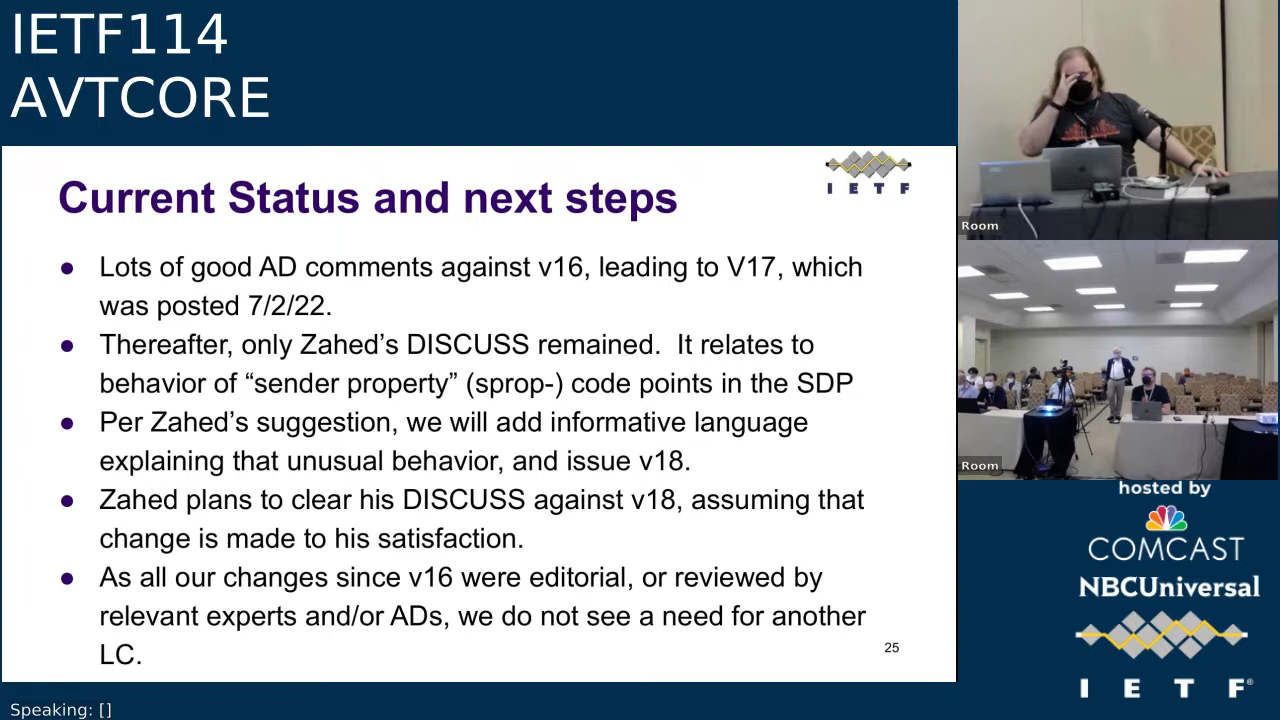 IETF114
AVTCORE
I E T F
Current Status and next steps
● Lots of good AD comments against v16, leading to V17, which
was posted 7/2/22.
● Thereafter, only Zahed’s DISCUSS remained.  It relates to
behavior of “sender property” (sprop-) code points in the SDP
● Per Zahed’s suggestion, we will add informative language
explaining that unusual behavior, and issue v18.
● Zahed plans to clear his DISCUSS against v18, assuming that
change is made to his satisfaction.
● As all our changes since v16 were editorial, or reviewed by
relevant experts and/or ADs, we do not see a need for another
LC.
25
Speaking: []
Room
Room
hosted by
COMCAST
NBCUniversal
I E T F®